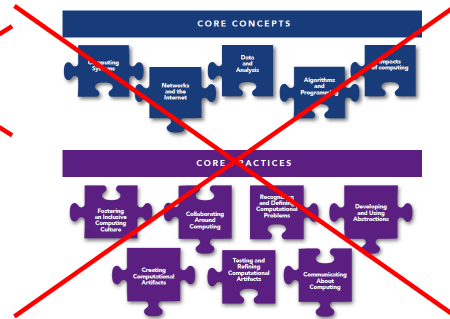 CORE CONCEPTS
Computing
Systems
Data
and
Analysis
Impacts
of computing
Networks
and the
Internet
Algorithms
and
Programming
CORE PRACTICES
Fostering
an Inclusive
Computing
Culture
Collaborating
Around
Computing
Recognizing
and Defining
Computational
Problems
Developing
and Using
Abstractions
Creating
Computational
Artifacts
Testing and
Refining
Computational
Artifacts
Communicating
About
Computing